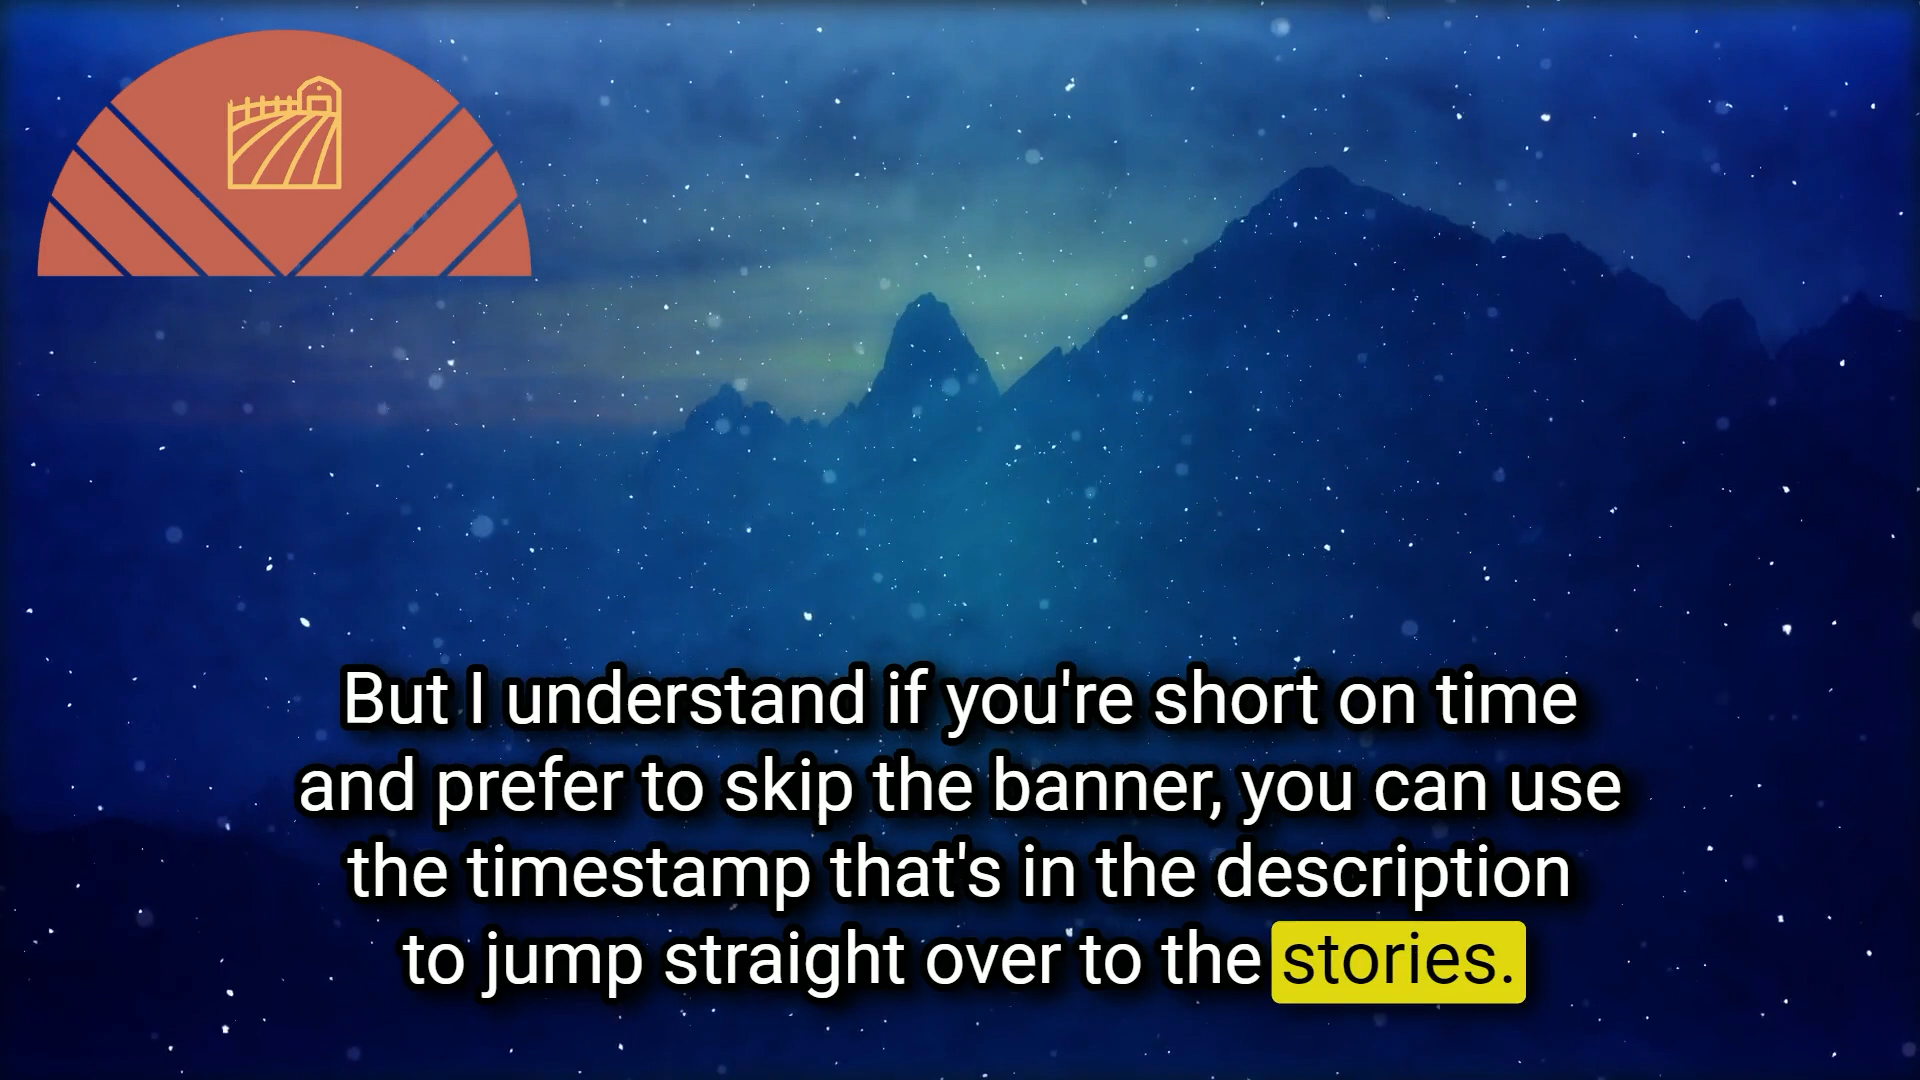 But I understand if you're short on time
and prefer to skip the banner, you can use
the timestamp that's in the description
to jump straight over to the stories.